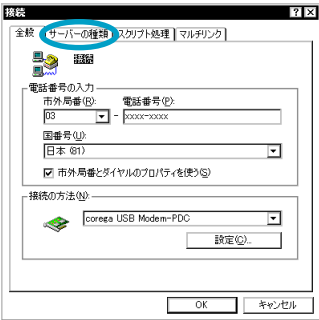 接続
全般 サーバーの種類 スクリプト処理 マルチリンク
接続
電話番号の入力
市外局番(R): 電話番号(P):
03 - xxxx-xxxx
国番号(U):
日本 (81)
市外局番とダイヤルのプロパティを使う(S)
接続の方法(N):
corega USB Modem-PDC
設定(C)...
OK キャンセル